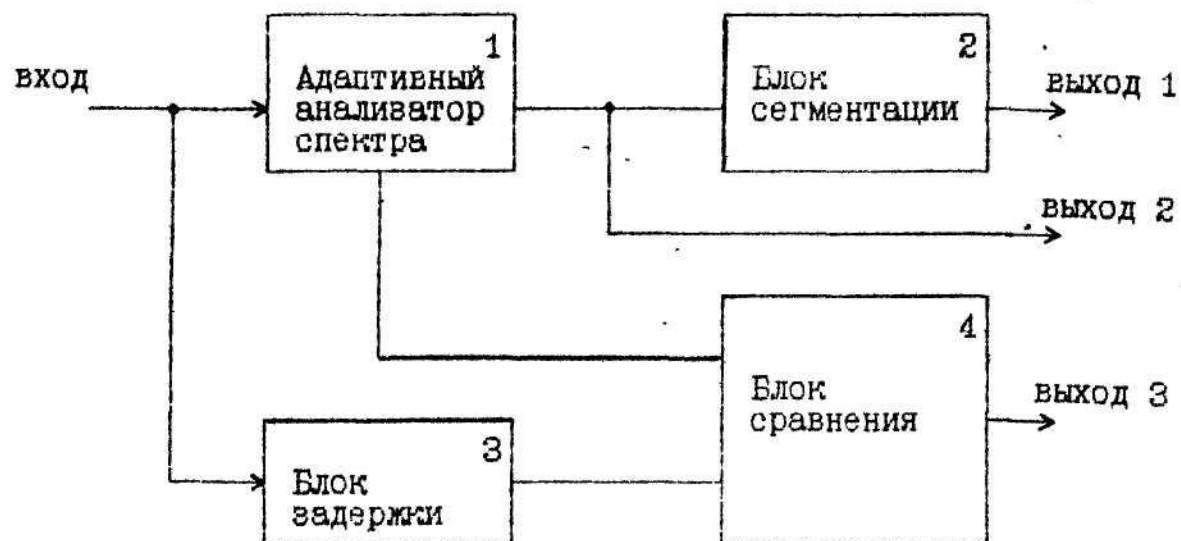 вход
1
Адаптивный
анализатор
спектра
2
Блок
сегментации
выход 1
выход 2
3
Блок
задержки
4
Блок
сравнения
выход 3